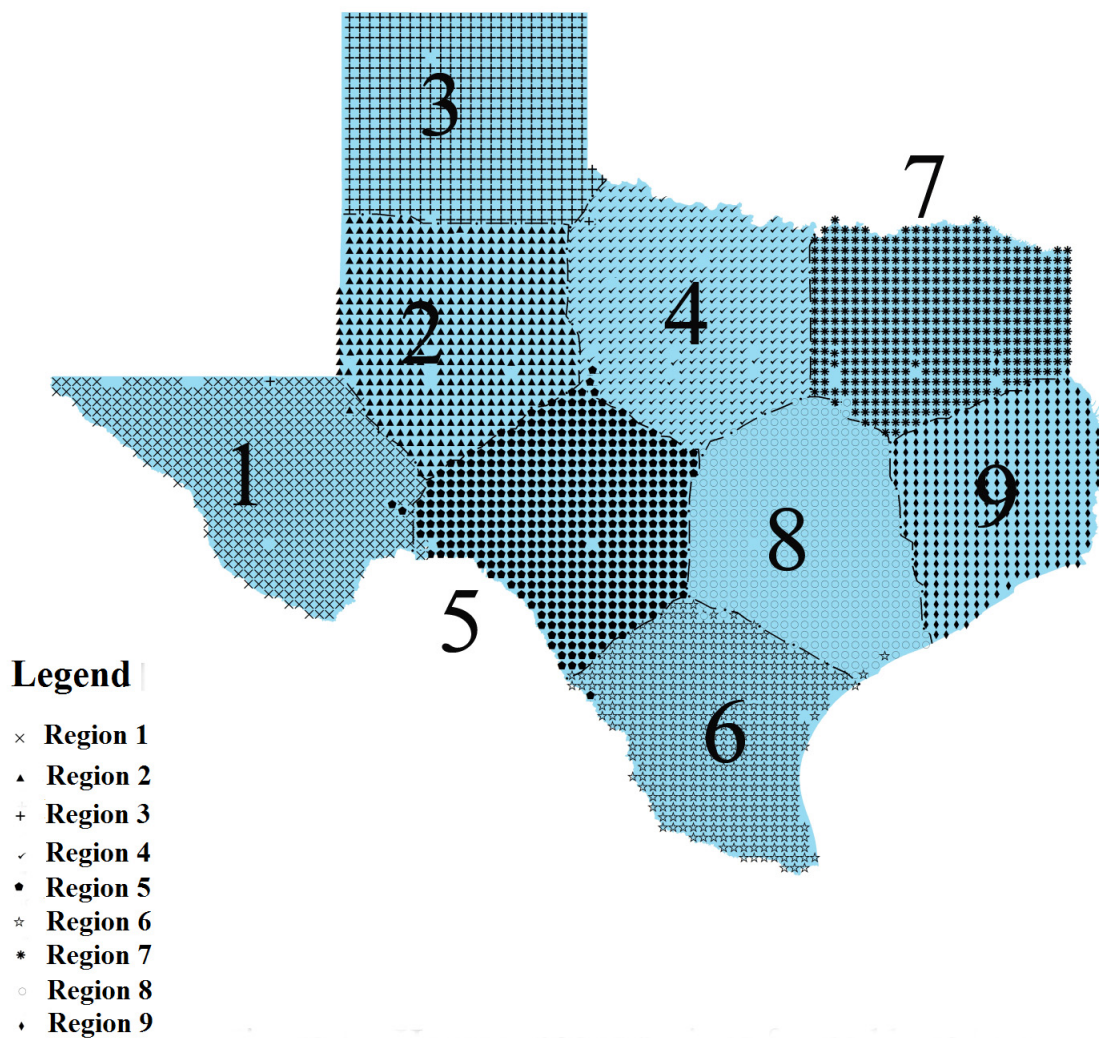 3
7
4
2
1
9
8
5
6
Legend
Region 1
Region 2
Region 3
Region 4
Region 5
Region 6
Region 7
Region 8
Region 9